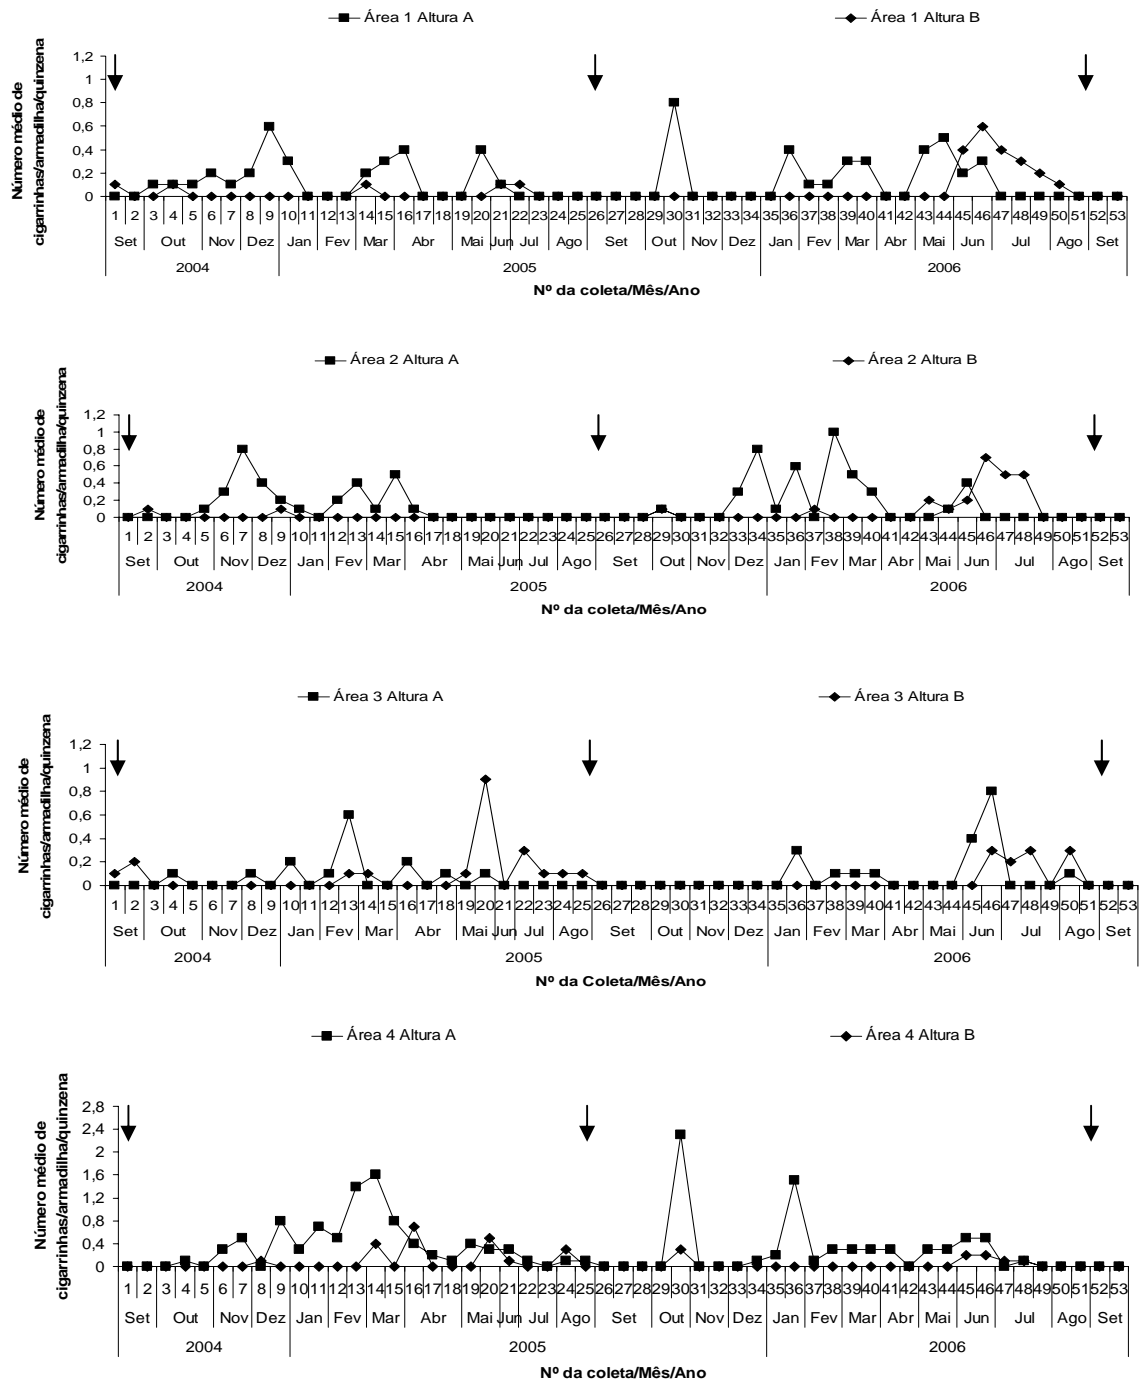 Área 1 Altura A Área 1 Altura B
Número médio de
cigarrinhas/armadilha/quinzena
1,2
1
0,8
0,6
0,4
0,2
0
1 2 3 4 5 6 7 8 9 10 11 12 13 14 15 16 17 18 19 20 21 22 23 24 25 26 27 28 29 30 31 32 33 34 35 36 37 38 39 40 41 42 43 44 45 46 47 48 49 50 51 52 53
Set Out Nov Dez Jan Fev Mar Abr Mai Jun Jul Ago Set Out Nov Dez Jan Fev Mar Abr Mai Jun Jul Ago Set
2004 2005 2006
Nº da coleta/Mês/Ano
Área 2 Altura A Área 2 Altura B
Número médio de
cigarrinhas/armadilha/quinzena
1,2
1
0,8
0,6
0,4
0,2
0
1 2 3 4 5 6 7 8 9 10 11 12 13 14 15 16 17 18 19 20 21 22 23 24 25 26 27 28 29 30 31 32 33 34 35 36 37 38 39 40 41 42 43 44 45 46 47 48 49 50 51 52 53
Set Out Nov Dez Jan Fev Mar Abr Mai Jun Jul Ago Set Out Nov Dez Jan Fev Mar Abr Mai Jun Jul Ago Set
2004 2005 2006
Nº da coleta/Mês/Ano
Área 3 Altura A Área 3 Altura B
Número médio de
cigarrinhas/armadilha/quinzena
1,2
1
0,8
0,6
0,4
0,2
0
1 2 3 4 5 6 7 8 9 10 11 12 13 14 15 16 17 18 19 20 21 22 23 24 25 26 27 28 29 30 31 32 33 34 35 36 37 38 39 40 41 42 43 44 45 46 47 48 49 50 51 52 53
Set Out Nov Dez Jan Fev Mar Abr Mai Jun Jul Ago Set Out Nov Dez Jan Fev Mar Abr Mai Jun Jul Ago Set
2004 2005 2006
Nº da Coleta/Mês/Ano
Área 4 Altura A Área 4 Altura B
Número médio de
cigarrinhas/armadilha/quinzena
2,8
2,4
2
1,6
1,2
0,8
0,4
0
1 2 3 4 5 6 7 8 9 10 11 12 13 14 15 16 17 18 19 20 21 22 23 24 25 26 27 28 29 30 31 32 33 34 35 36 37 38 39 40 41 42 43 44 45 46 47 48 49 50 51 52 53
Set Out Nov Dez Jan Fev Mar Abr Mai Jun Jul Ago Set Out Nov Dez Jan Fev Mar Abr Mai Jun Jul Ago Set
2004 2005 2006
Nº da coleta/Mês/Ano